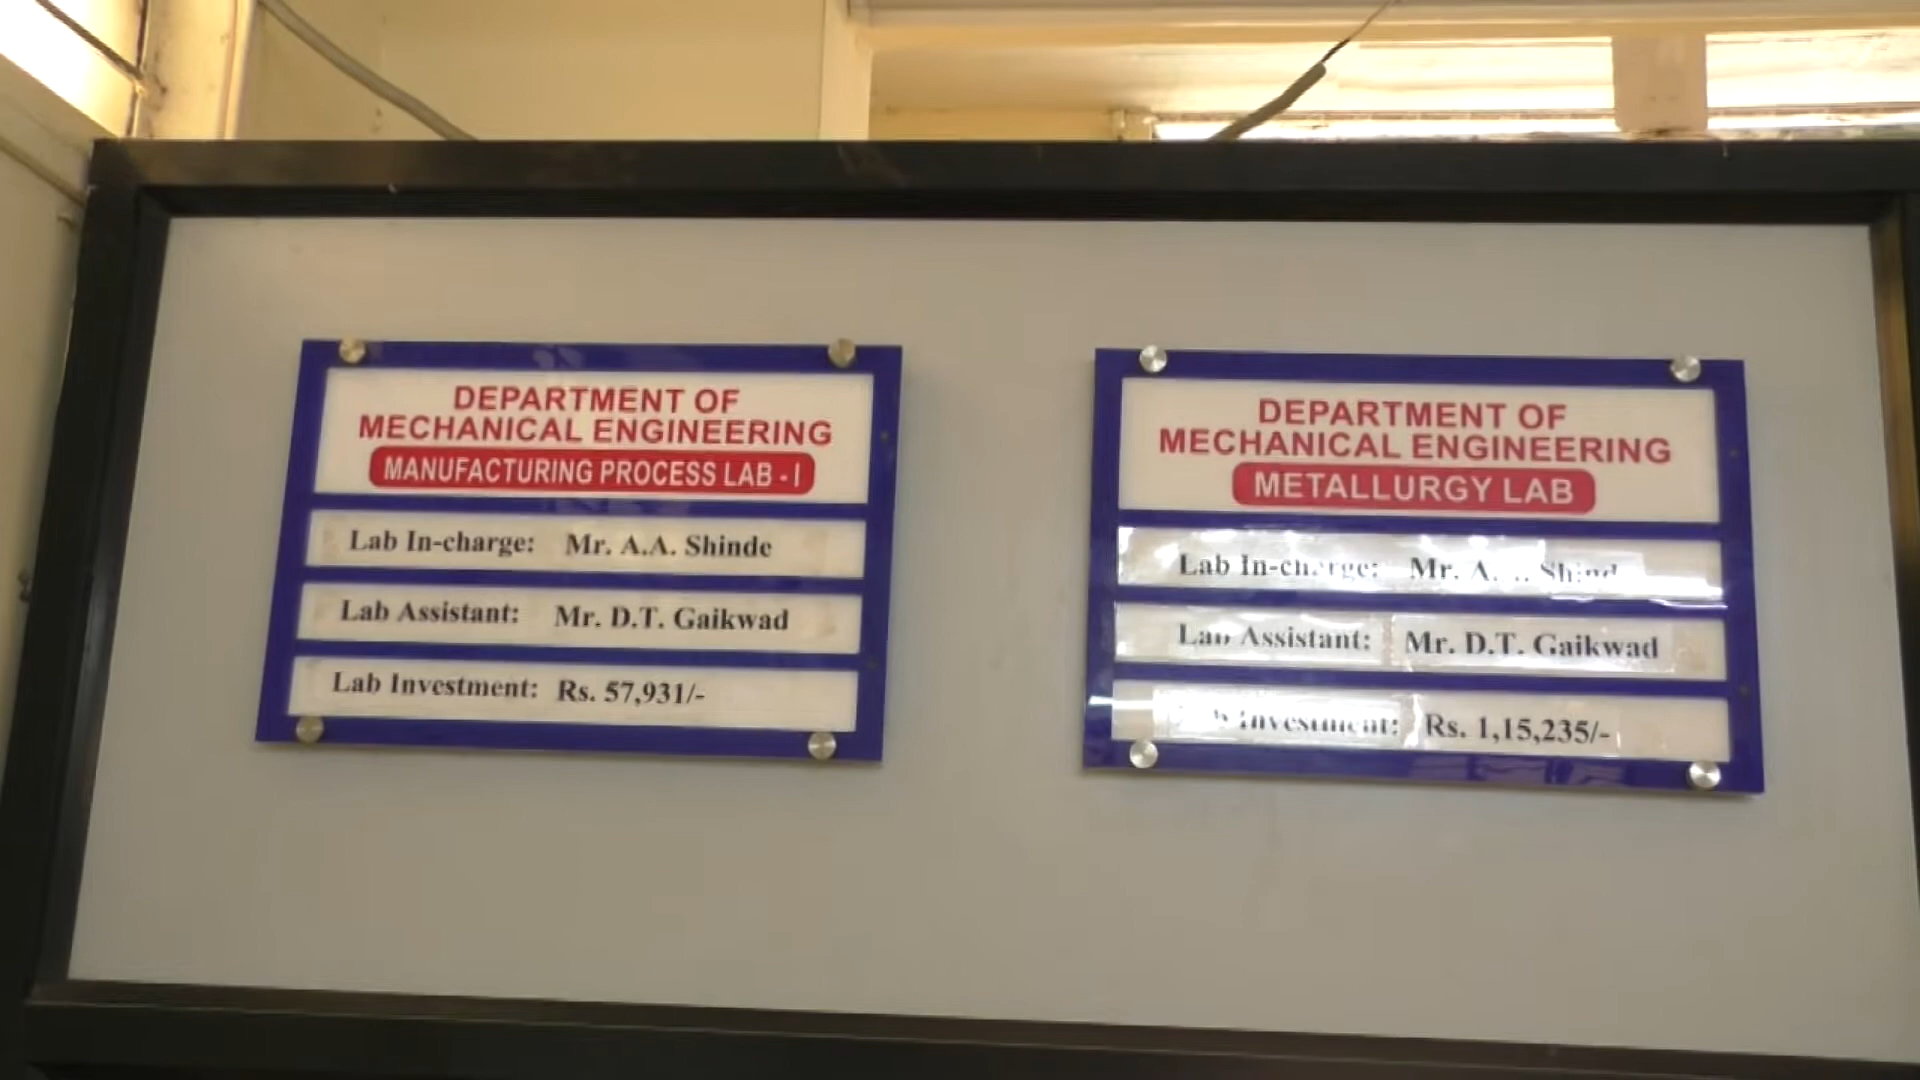 DEPARTMENT OF
MECHANICAL ENGINEERING
MANUFACTURING PROCESS LAB - I
Lab In-charge: Mr. A.A. Shinde
Lab Assistant: Mr. D.T. Gaikwad
Lab Investment: Rs. 57,931/-
DEPARTMENT OF
MECHANICAL ENGINEERING
METALLURGY LAB
Lab In-charge: Mr.
Lab Assistant: Mr. D.T. Gaikwad
Investment: Rs. 1,15,235/-